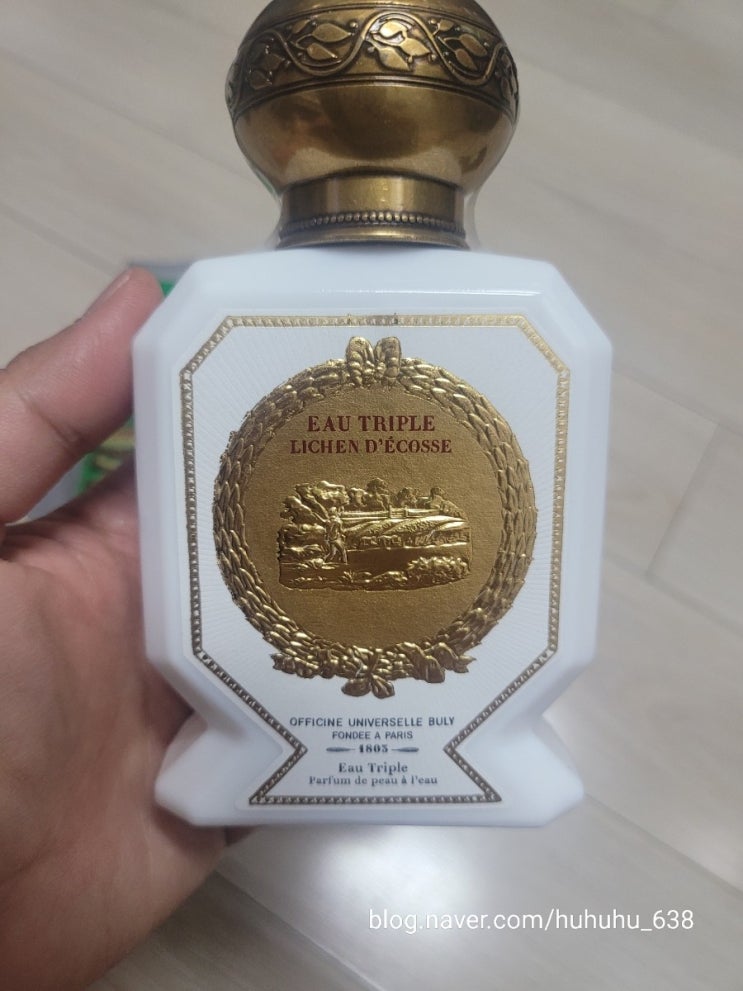 EAU TRIPLE
LICHEN D'ÉCOSSE
OFFICINE UNIVERSELLE BULY
FONDEE A PARIS
1803
Eau Triple
Parfum de peau à l'eau
blog.naver.com/huhuhu_638